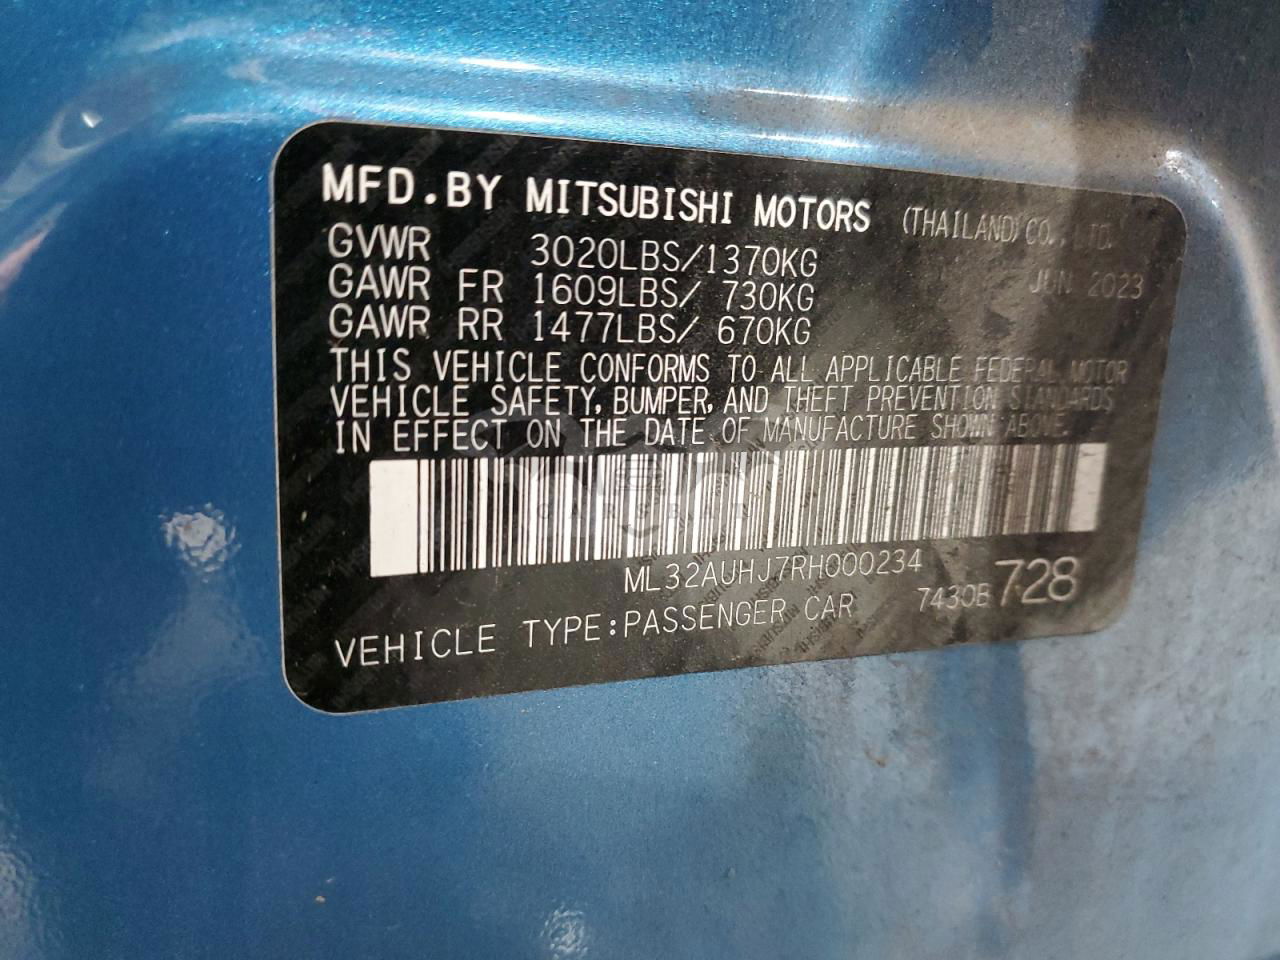 MFD.BY MITSUBISHI MOTORS (THAILAND) CO., LTD.
GVWR 3020LBS/1370KG JUN 2023
GAWR FR 1609LBS/ 730KG
GAWR RR 1477LBS/ 670KG
THIS VEHICLE CONFORMS TO ALL APPLICABLE FEDERAL MOTOR
VEHICLE SAFETY, BUMPER, AND THEFT PREVENTION STANDARDS
IN EFFECT ON THE DATE OF MANUFACTURE SHOWN ABOVE.
ML32AUHJ7RH000234
VEHICLE TYPE:PASSENGER CAR 7430B 728